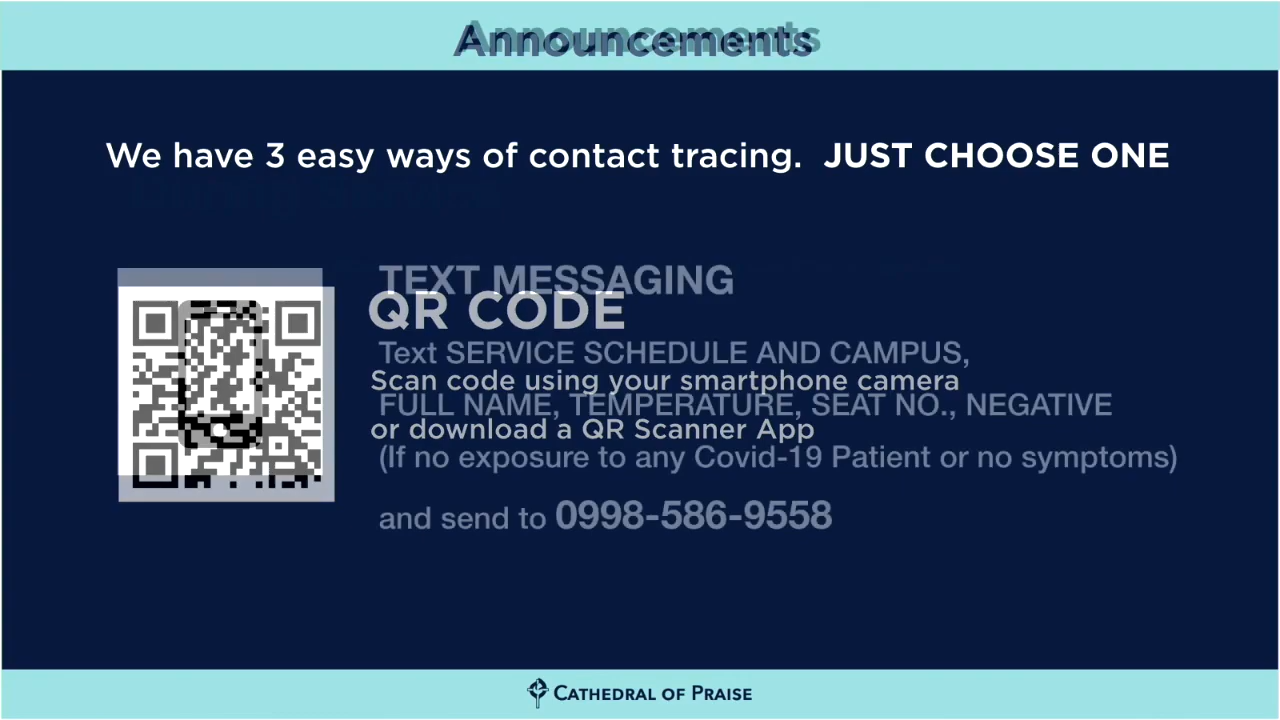 Announcements
We have 3 easy ways of contact tracing. JUST CHOOSE ONE
TEXT MESSAGING
QR CODE
Text SERVICE SCHEDULE AND CAMPUS,
Scan code using your smartphone camera
FULL NAME, TEMPERATURE, SEAT NO., NEGATIVE
or download a QR Scanner App
(If no exposure to any Covid-19 Patient or no symptoms)
and send to 0998-586-9558
CATHEDRAL OF PRAISE